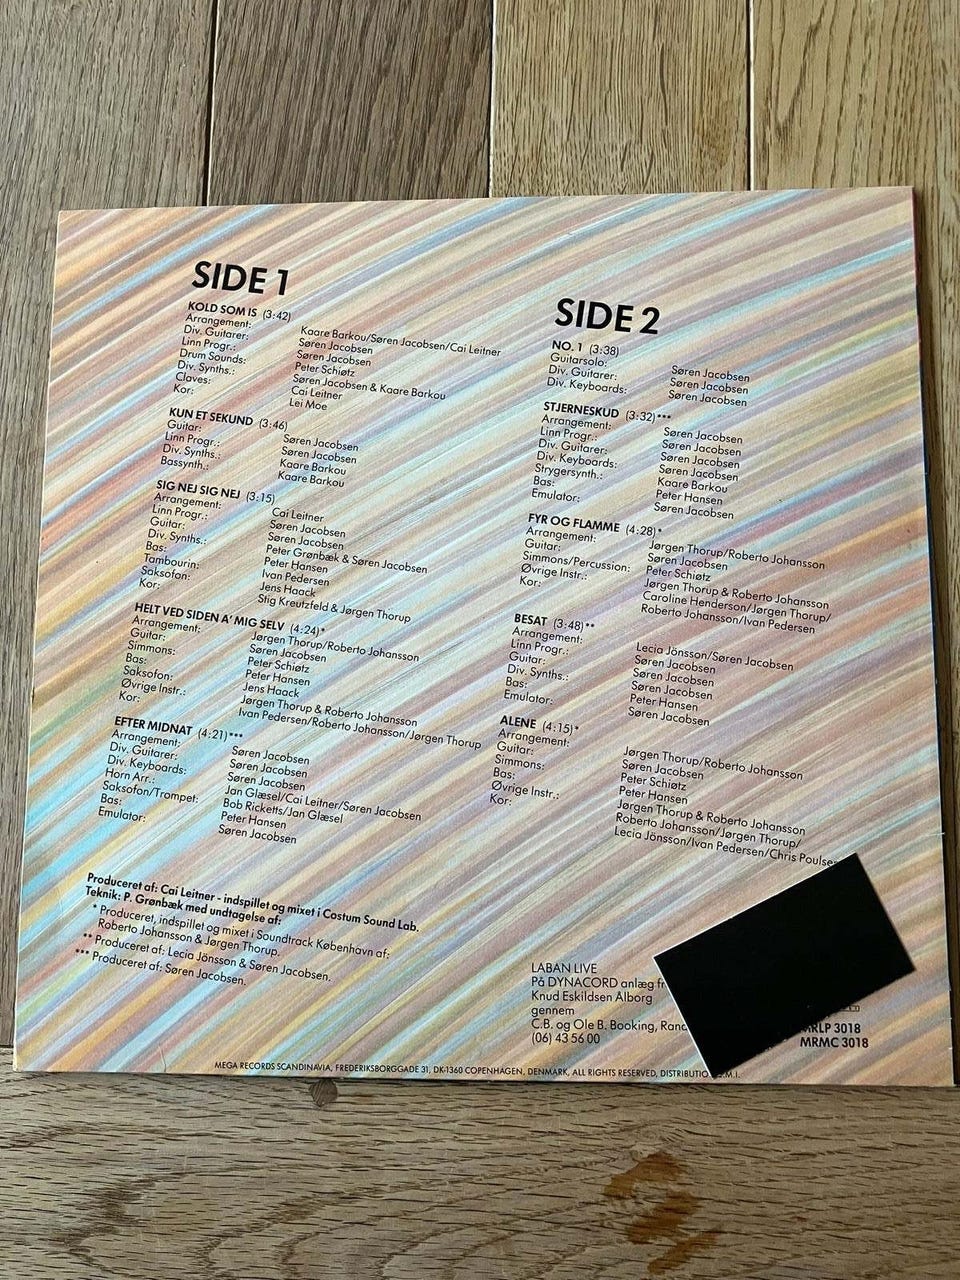 SIDE 1
KOLD SOM IS (3:42)
Arrangement: Kaare Barkou/Søren Jacobsen/Cai Leitner
Div. Guitarer: Søren Jacobsen
Linn Progr.: Søren Jacobsen
Drum Sounds: Peter Schiøtz
Div. Synths.: Søren Jacobsen & Kaare Barkou
Claves: Cai Leitner
Kor: Lei Moe
KUN ET SEKUND (3:46)
Guitar: Søren Jacobsen
Linn Progr.: Søren Jacobsen
Div. Synths.: Kaare Barkou
Bassynth.: Kaare Barkou
SIG NEJ SIG NEJ (3:15)
Arrangement: Cai Leitner
Linn Progr.: Søren Jacobsen
Guitar: Søren Jacobsen
Div. Synths.: Peter Grønbæk & Søren Jacobsen
Bas: Peter Hansen
Tambourin: Ivan Pedersen
Saksofon: Jens Haack
Kor: Stig Kreutzfeld & Jørgen Thorup
HELT VED SIDEN A' MIG SELV (4:24)*
Arrangement: Jørgen Thorup/Roberto Johansson
Guitar: Søren Jacobsen
Simmons: Peter Schiøtz
Bas: Peter Hansen
Saksofon: Jens Haack
Øvrige Instr.: Jørgen Thorup & Roberto Johansson
Kor: Ivan Pedersen/Roberto Johansson/Jørgen Thorup
EFTER MIDNAT (4:21)***
Arrangement: Søren Jacobsen
Div. Guitarer: Søren Jacobsen
Div. Keyboards: Søren Jacobsen
Horn Arr.: Jan Glæsel/Cai Leitner/Søren Jacobsen
Saksofon/Trompet: Bob Ricketts/Jan Glæsel
Bas: Peter Hansen
Emulator: Søren Jacobsen
Produceret af: Cai Leitner - indspillet og mixet i Costum Sound Lab.
Teknik: P. Grønbæk med undtagelse af:
* Produceret, indspillet og mixet i Soundtrack København af:
Roberto Johansson & Jørgen Thorup.
** Produceret af: Lecia Jönsson & Søren Jacobsen.
*** Produceret af: Søren Jacobsen.
SIDE 2
NO. 1 (3:38)
Guitarsolo: Søren Jacobsen
Div. Guitarer: Søren Jacobsen
Div. Keyboards: Søren Jacobsen
STJERNESKUD (3:32)***
Arrangement: Søren Jacobsen
Linn Progr.: Søren Jacobsen
Div. Guitarer: Søren Jacobsen
Div. Keyboards: Søren Jacobsen
Strygersynth.: Kaare Barkou
Bas: Peter Hansen
Emulator: Søren Jacobsen
FYR OG FLAMME (4:28)*
Arrangement: Jørgen Thorup/Roberto Johansson
Guitar: Søren Jacobsen
Simmons/Percussion: Peter Schiøtz
Øvrige Instr.: Jørgen Thorup & Roberto Johansson
Kor: Caroline Henderson/Jørgen Thorup/
Roberto Johansson/Ivan Pedersen
BESAT (3:48)**
Arrangement: Lecia Jönsson/Søren Jacobsen
Linn Progr.: Søren Jacobsen
Guitar: Søren Jacobsen
Div. Synths.: Søren Jacobsen
Bas: Peter Hansen
Emulator: Søren Jacobsen
ALENE (4:15)*
Arrangement: Jørgen Thorup/Roberto Johansson
Guitar: Søren Jacobsen
Simmons: Peter Schiøtz
Bas: Peter Hansen
Øvrige Instr.: Jørgen Thorup & Roberto Johansson
Kor: Roberto Johansson/Jørgen Thorup/
Lecia Jönsson/Ivan Pedersen/Chris Poulse
LABAN LIVE
På DYNACORD anlæg fr
Knud Eskildsen Ålborg
gennem
C.B. og Ole B. Booking, Rand
(06) 43 56 00
MRLP 3018
MRMC 3018
MEGA RECORDS SCANDINAVIA, FREDERIKSBORGGADE 31, DK-1360 COPENHAGEN, DENMARK, ALL RIGHTS RESERVED, DISTRIBUTIO .M.I.